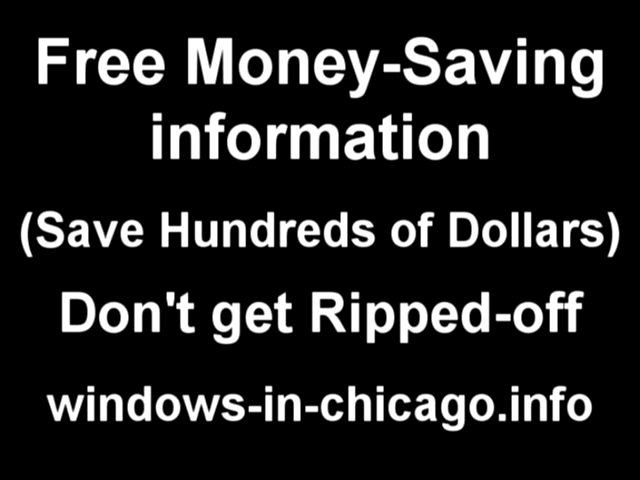 Free Money-Saving
information
(Save Hundreds of Dollars)
Don't get Ripped-off
windows-in-chicago.info